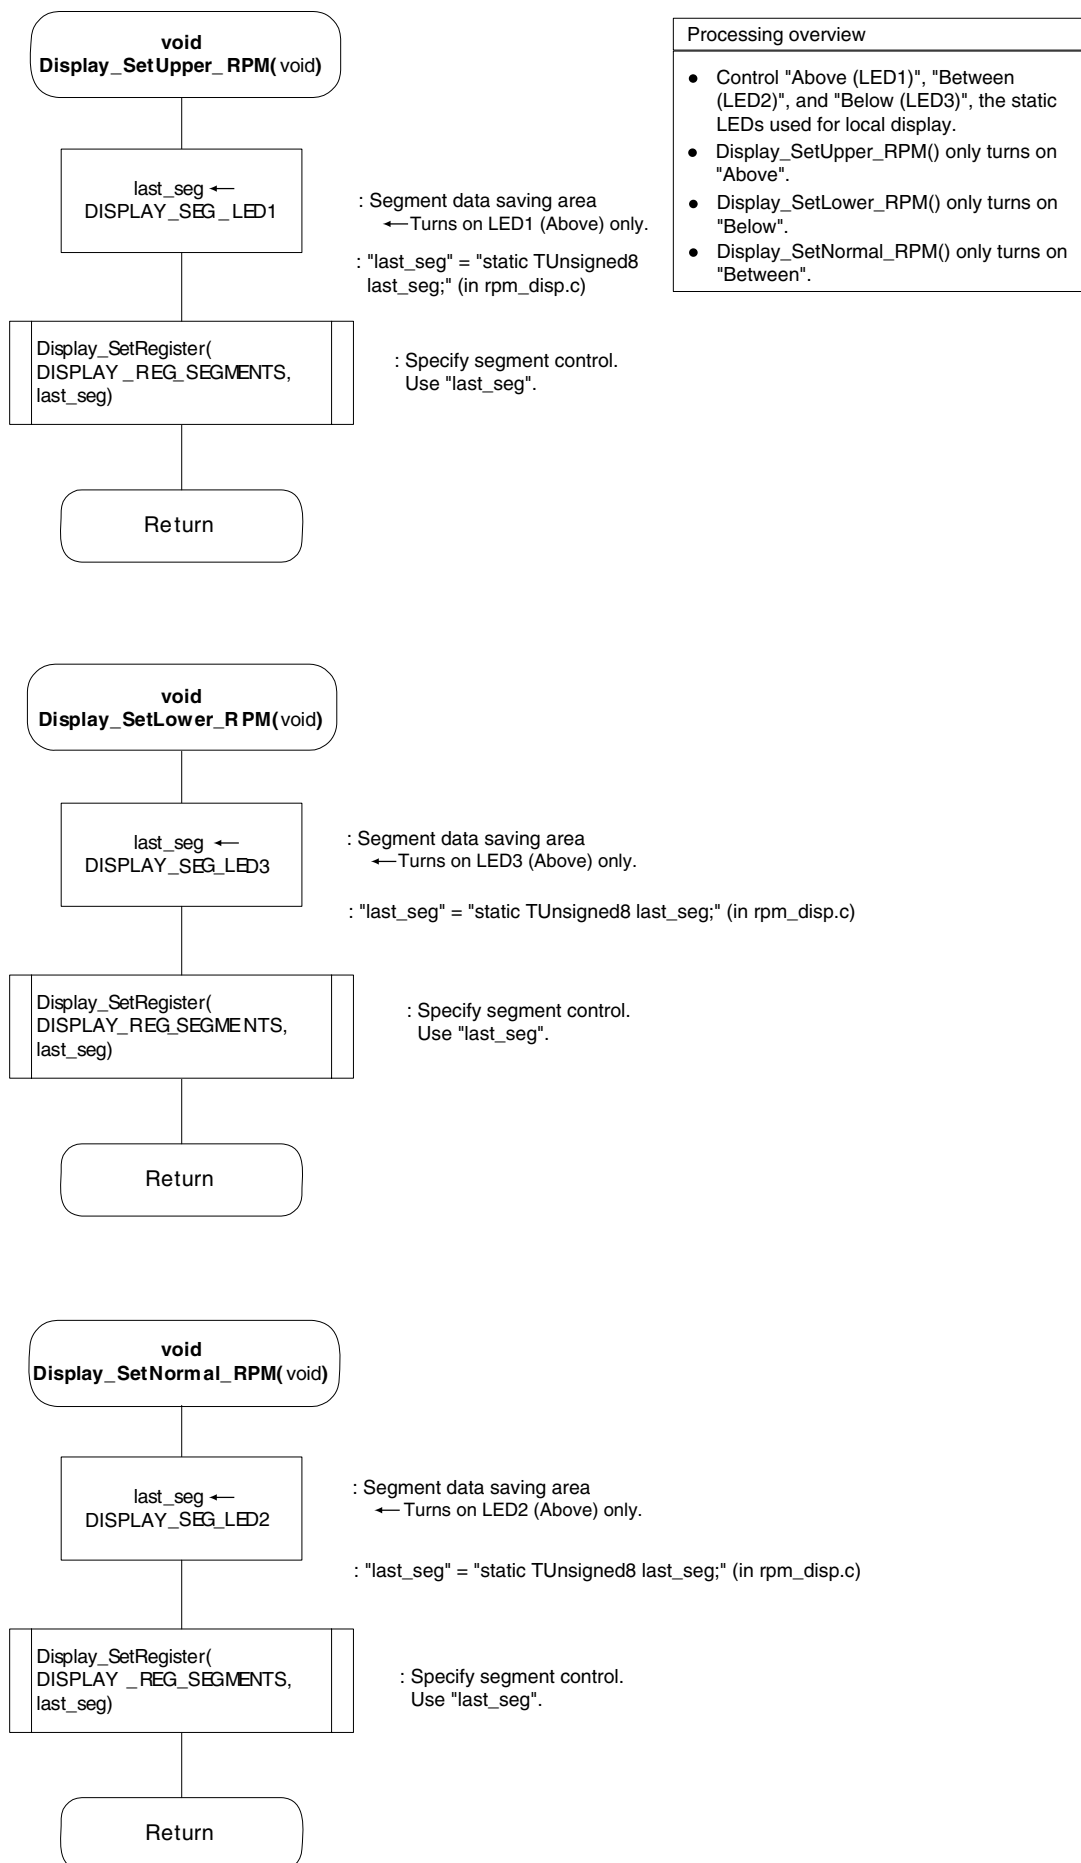 void
Display_SetUpper_RPM(void)
last_seg ←
DISPLAY_SEG_LED1
: Segment data saving area
←Turns on LED1 (Above) only.
: "last_seg" = "static TUnsigned8
last_seg;" (in rpm_disp.c)
Display_SetRegister(
DISPLAY_REG_SEGMENTS,
last_seg)
: Specify segment control.
Use "last_seg".
Return
Processing overview
● Control "Above (LED1)", "Between
(LED2)", and "Below (LED3)", the static
LEDs used for local display.
● Display_SetUpper_RPM() only turns on
"Above".
● Display_SetLower_RPM() only turns on
"Below".
● Display_SetNormal_RPM() only turns on
"Between".
void
Display_SetLower_RPM(void)
last_seg ←
DISPLAY_SEG_LED3
: Segment data saving area
←Turns on LED3 (Above) only.
: "last_seg" = "static TUnsigned8 last_seg;" (in rpm_disp.c)
Display_SetRegister(
DISPLAY_REG_SEGMENTS,
last_seg)
: Specify segment control.
Use "last_seg".
Return
void
Display_SetNormal_RPM(void)
last_seg ←
DISPLAY_SEG_LED2
: Segment data saving area
← Turns on LED2 (Above) only.
: "last_seg" = "static TUnsigned8 last_seg;" (in rpm_disp.c)
Display_SetRegister(
DISPLAY_REG_SEGMENTS,
last_seg)
: Specify segment control.
Use "last_seg".
Return